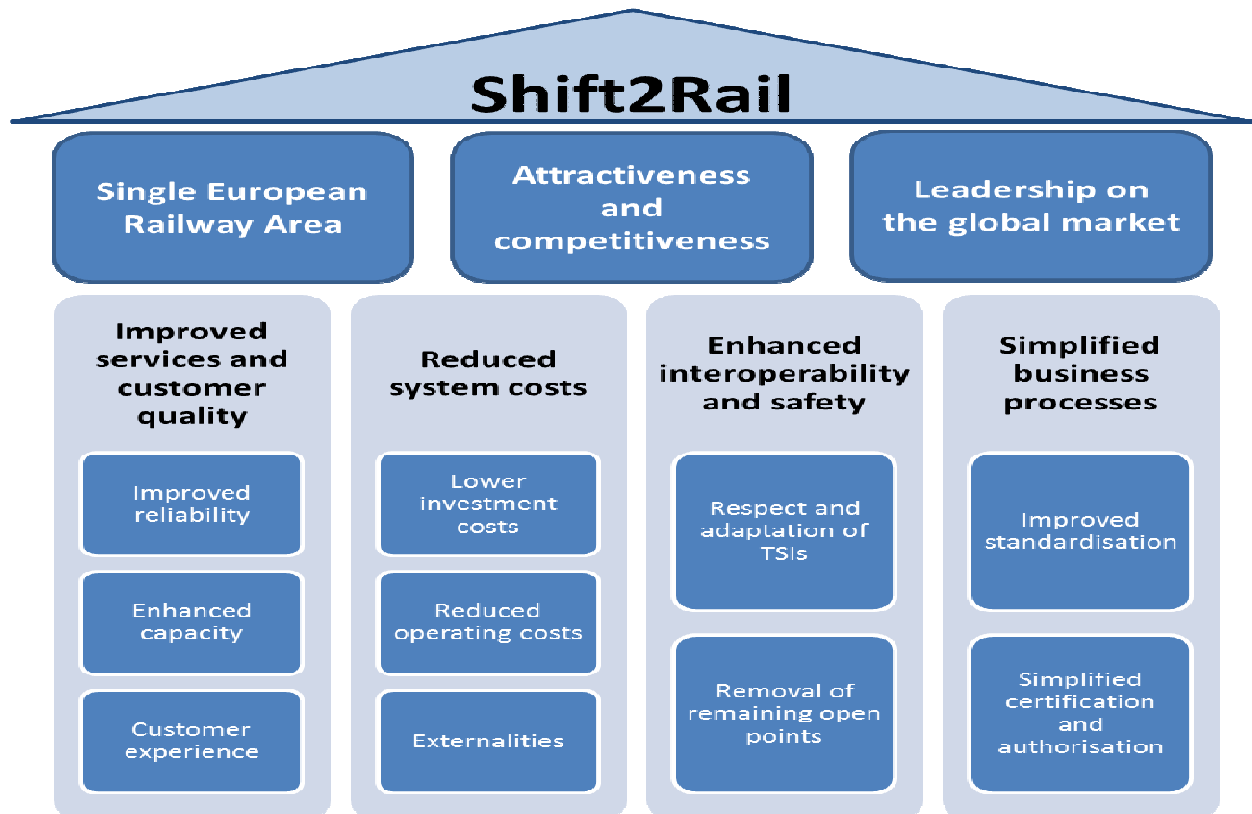 Shift2Rail
Single European
Railway Area
Attractiveness
and
competitiveness
Leadership on
the global market
Improved
services and
customer
quality
Improved
reliability
Enhanced
capacity
Customer
experience
Reduced
system costs
Lower
investment
costs
Reduced
operating costs
Externalities
Enhanced
interoperability
and safety
Respect and
adaptation of
TSIs
Removal of
remaining open
points
Simplified
business
processes
Improved
standardisation
Simplified
certification
and
authorisation